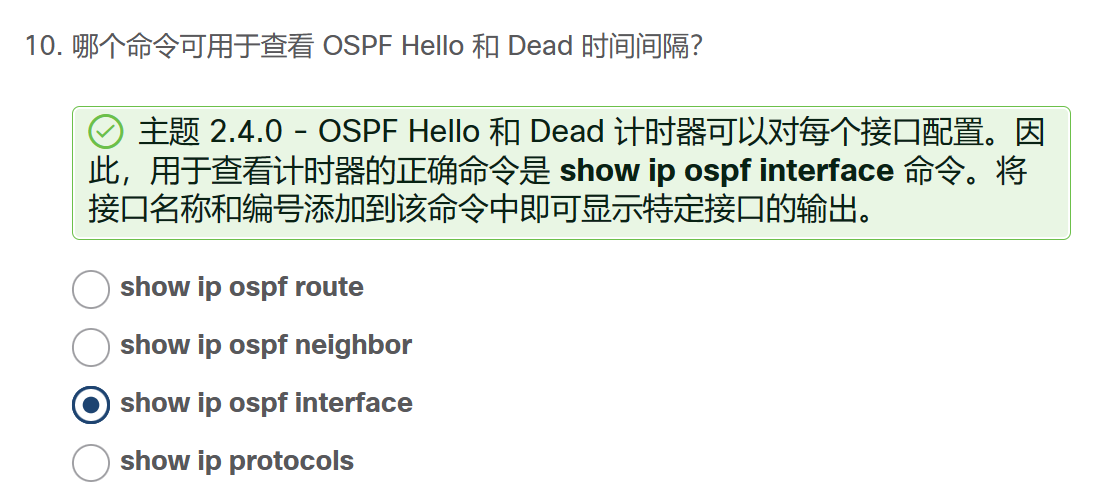 10. 哪个命令可用于查看 OSPF Hello 和 Dead 时间间隔？
主题 2.4.0 - OSPF Hello 和 Dead 计时器可以对每个接口配置。因
此，用于查看计时器的正确命令是 show ip ospf interface 命令。将
接口名称和编号添加到该命令中即可显示特定接口的输出。
show ip ospf route
show ip ospf neighbor
show ip ospf interface
show ip protocols